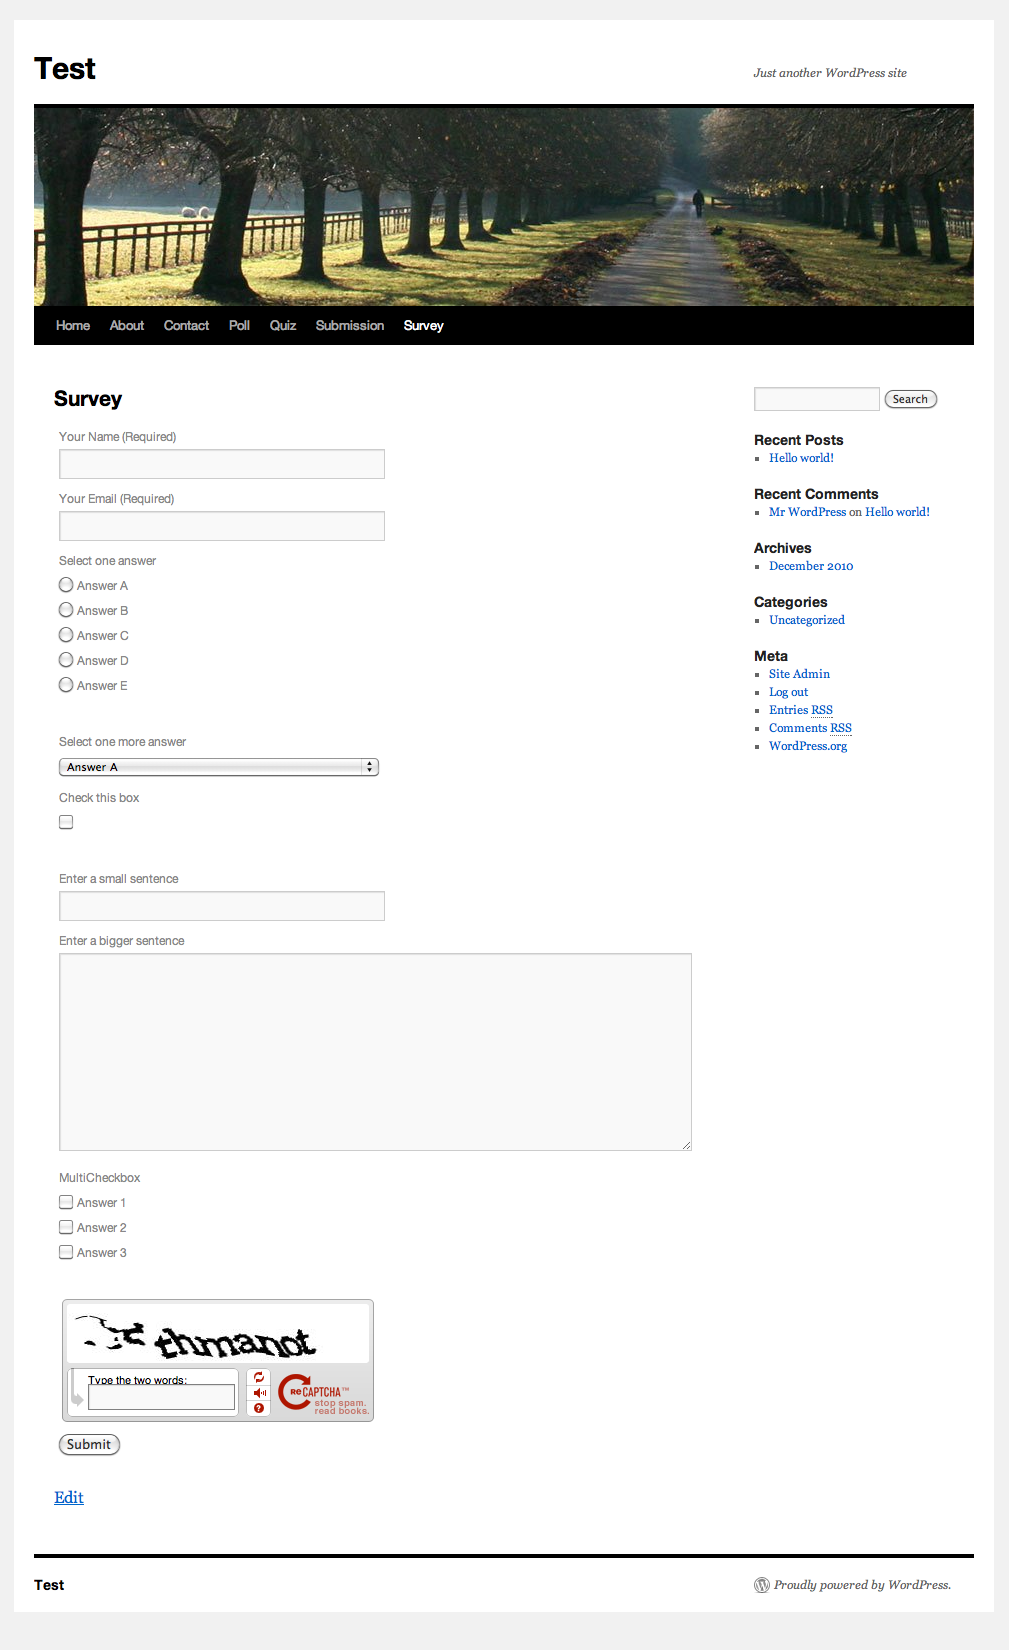 Test
Just another WordPress site
Home About Contact Poll Quiz Submission Survey
Survey
Your Name (Required)
Your Email (Required)
Select one answer
Answer A
Answer B
Answer C
Answer D
Answer E
Select one more answer
Answer A
Check this box
Enter a small sentence
Enter a bigger sentence
MultiCheckbox
Answer 1
Answer 2
Answer 3
Type the two words:
reCAPTCHA™
stop spam.
read books.
Submit
Edit
Search
Recent Posts
Hello world!
Recent Comments
Mr WordPress on Hello world!
Archives
December 2010
Categories
Uncategorized
Meta
Site Admin
Log out
Entries RSS
Comments RSS
WordPress.org
Test
Proudly powered by WordPress.